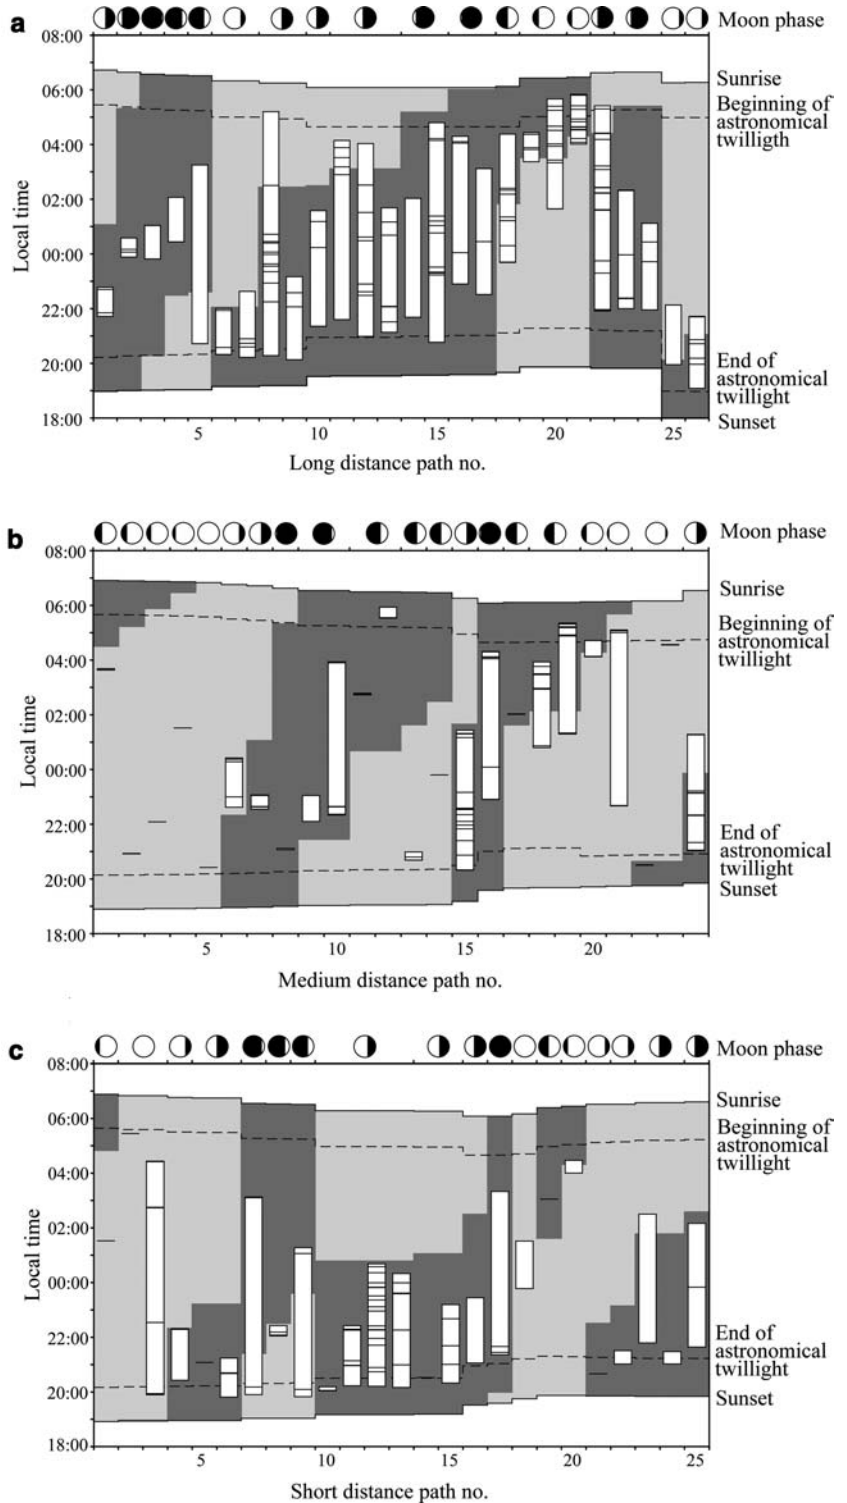 a
Moon phase
08:00
Sunrise
06:00
Beginning of
astronomical
twilligth
04:00
02:00
00:00
Local time
22:00
20:00
End of
astronomical
twillight
18:00
Sunset
5 10 15 20 25
Long distance path no.
b
Moon phase
08:00
Sunrise
06:00
Beginning of
astronomical
twillight
04:00
02:00
00:00
Local time
22:00
End of
astronomical
twillight
20:00
Sunset
18:00
5 10 15 20
Medium distance path no.
c
Moon phase
08:00
Sunrise
06:00
Beginning of
astronomical
twillight
04:00
02:00
00:00
Local time
22:00
End of
astronomical
twillight
20:00
Sunset
18:00
5 10 15 20 25
Short distance path no.